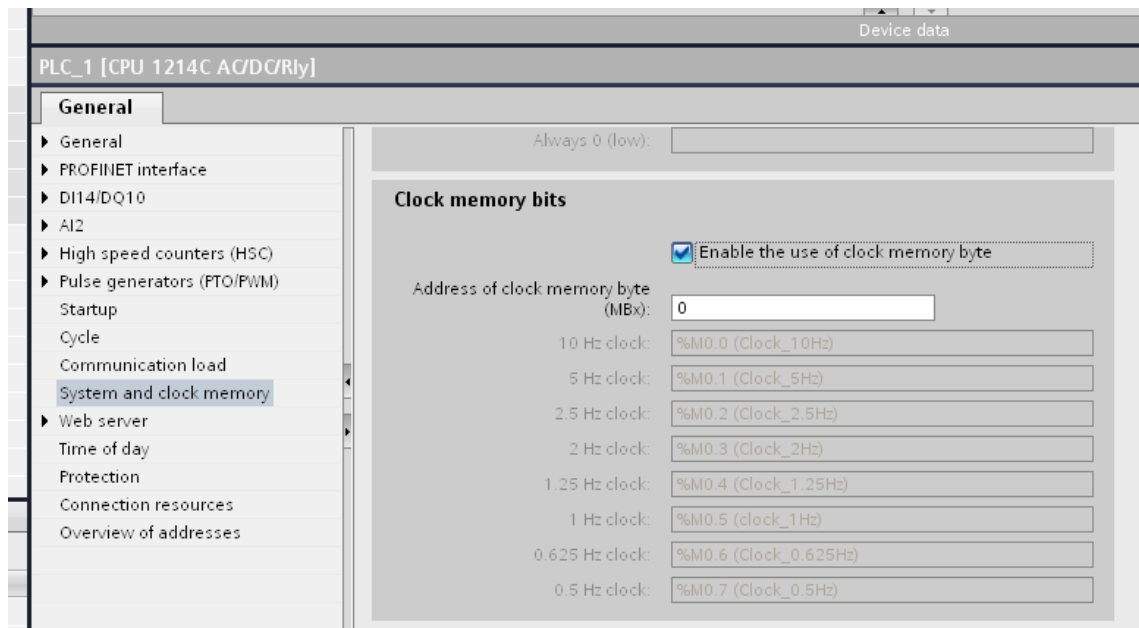 Device data
PLC_1 [CPU 1214C AC/DC/Rly]
General
General
PROFINET interface
DI14/DQ10
AI2
High speed counters (HSC)
Pulse generators (PTO/PWM)
Startup
Cycle
Communication load
System and clock memory
Web server
Time of day
Protection
Connection resources
Overview of addresses
Always 0 (low):
Clock memory bits
Enable the use of clock memory byte
Address of clock memory byte
(MBx): 0
10 Hz clock: %M0.0 (Clock_10Hz)
5 Hz clock: %M0.1 (Clock_5Hz)
2.5 Hz clock: %M0.2 (Clock_2.5Hz)
2 Hz clock: %M0.3 (Clock_2Hz)
1.25 Hz clock: %M0.4 (Clock_1.25Hz)
1 Hz clock: %M0.5 (clock_1Hz)
0.625 Hz clock: %M0.6 (Clock_0.625Hz)
0.5 Hz clock: %M0.7 (Clock_0.5Hz)